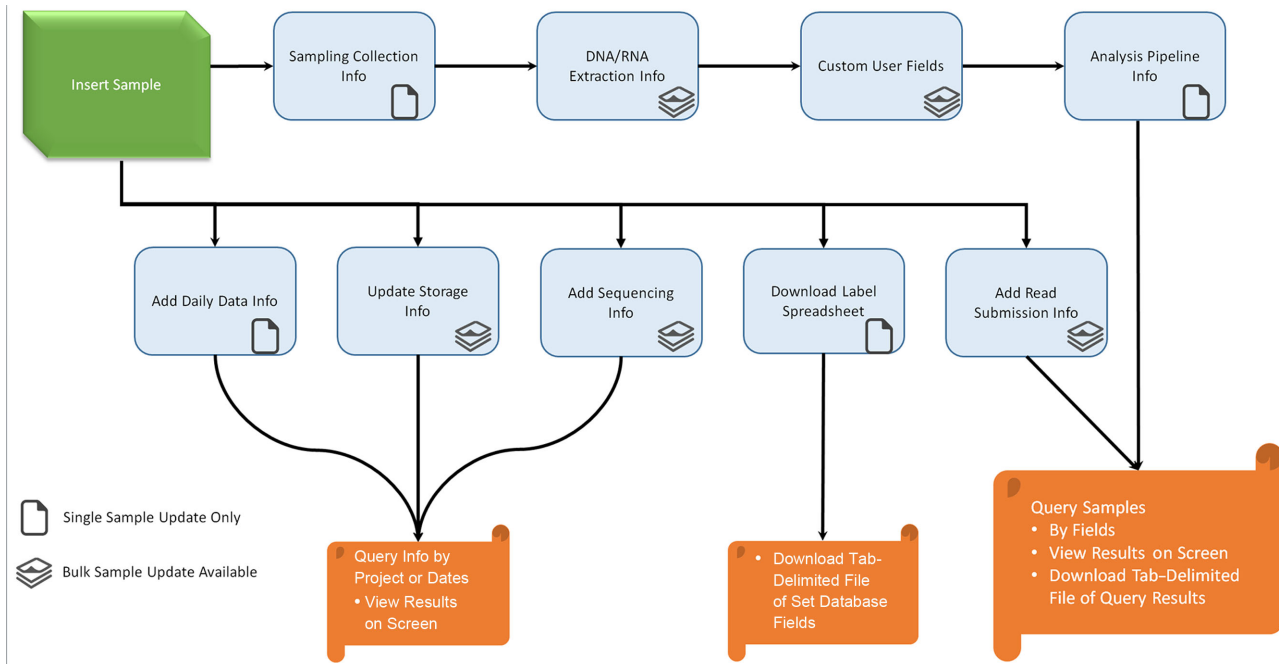 Insert Sample
Sampling Collection
Info
DNA/RNA
Extraction Info
Custom User Fields
Analysis Pipeline
Info
Add Daily Data Info
Update Storage
Info
Add Sequencing
Info
Download Label
Spreadsheet
Add Read
Submission Info
Single Sample Update Only
Bulk Sample Update Available
Query Info by
Project or Dates
• View Results
on Screen
• Download Tab-
Delimited File
of Set Database
Fields
Query Samples
• By Fields
• View Results on Screen
• Download Tab-Delimited
File of Query Results